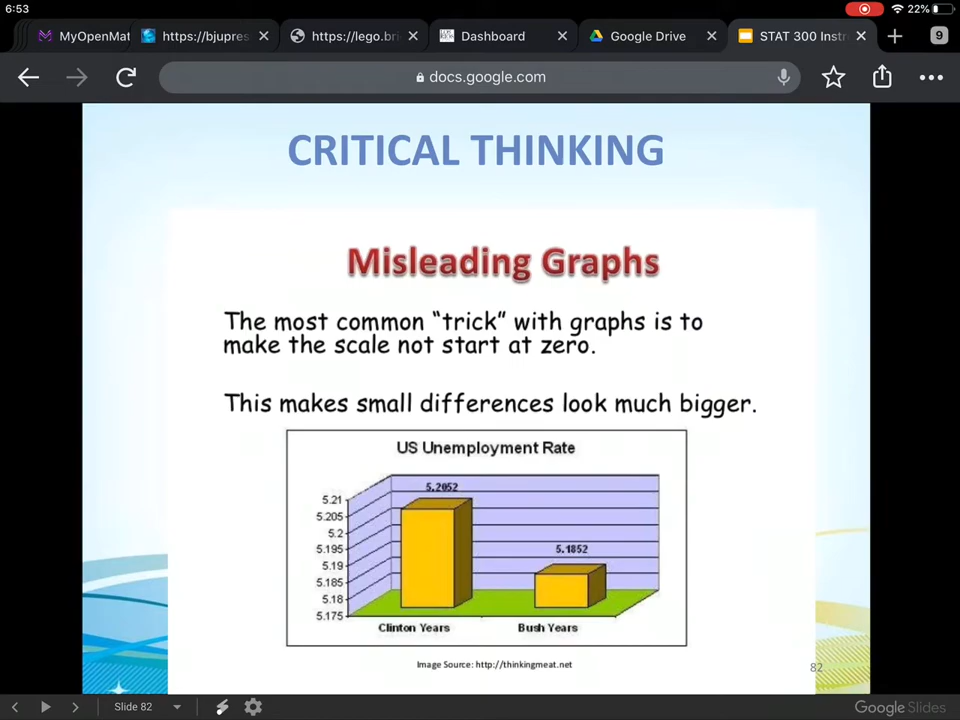 6:53
22%
MyOpenMat
https://bjupres
https://lego.bri
Dashboard
Google Drive
STAT 300 Instr
9
docs.google.com
CRITICAL THINKING
Misleading Graphs
The most common “trick” with graphs is to
make the scale not start at zero.
This makes small differences look much bigger.
US Unemployment Rate
5.2052
5.1852
5.21
5.205
5.2
5.195
5.19
5.185
5.18
5.175
Clinton Years
Bush Years
Image Source: http://thinkingmeat.net
82
Slide 82
Google Slides